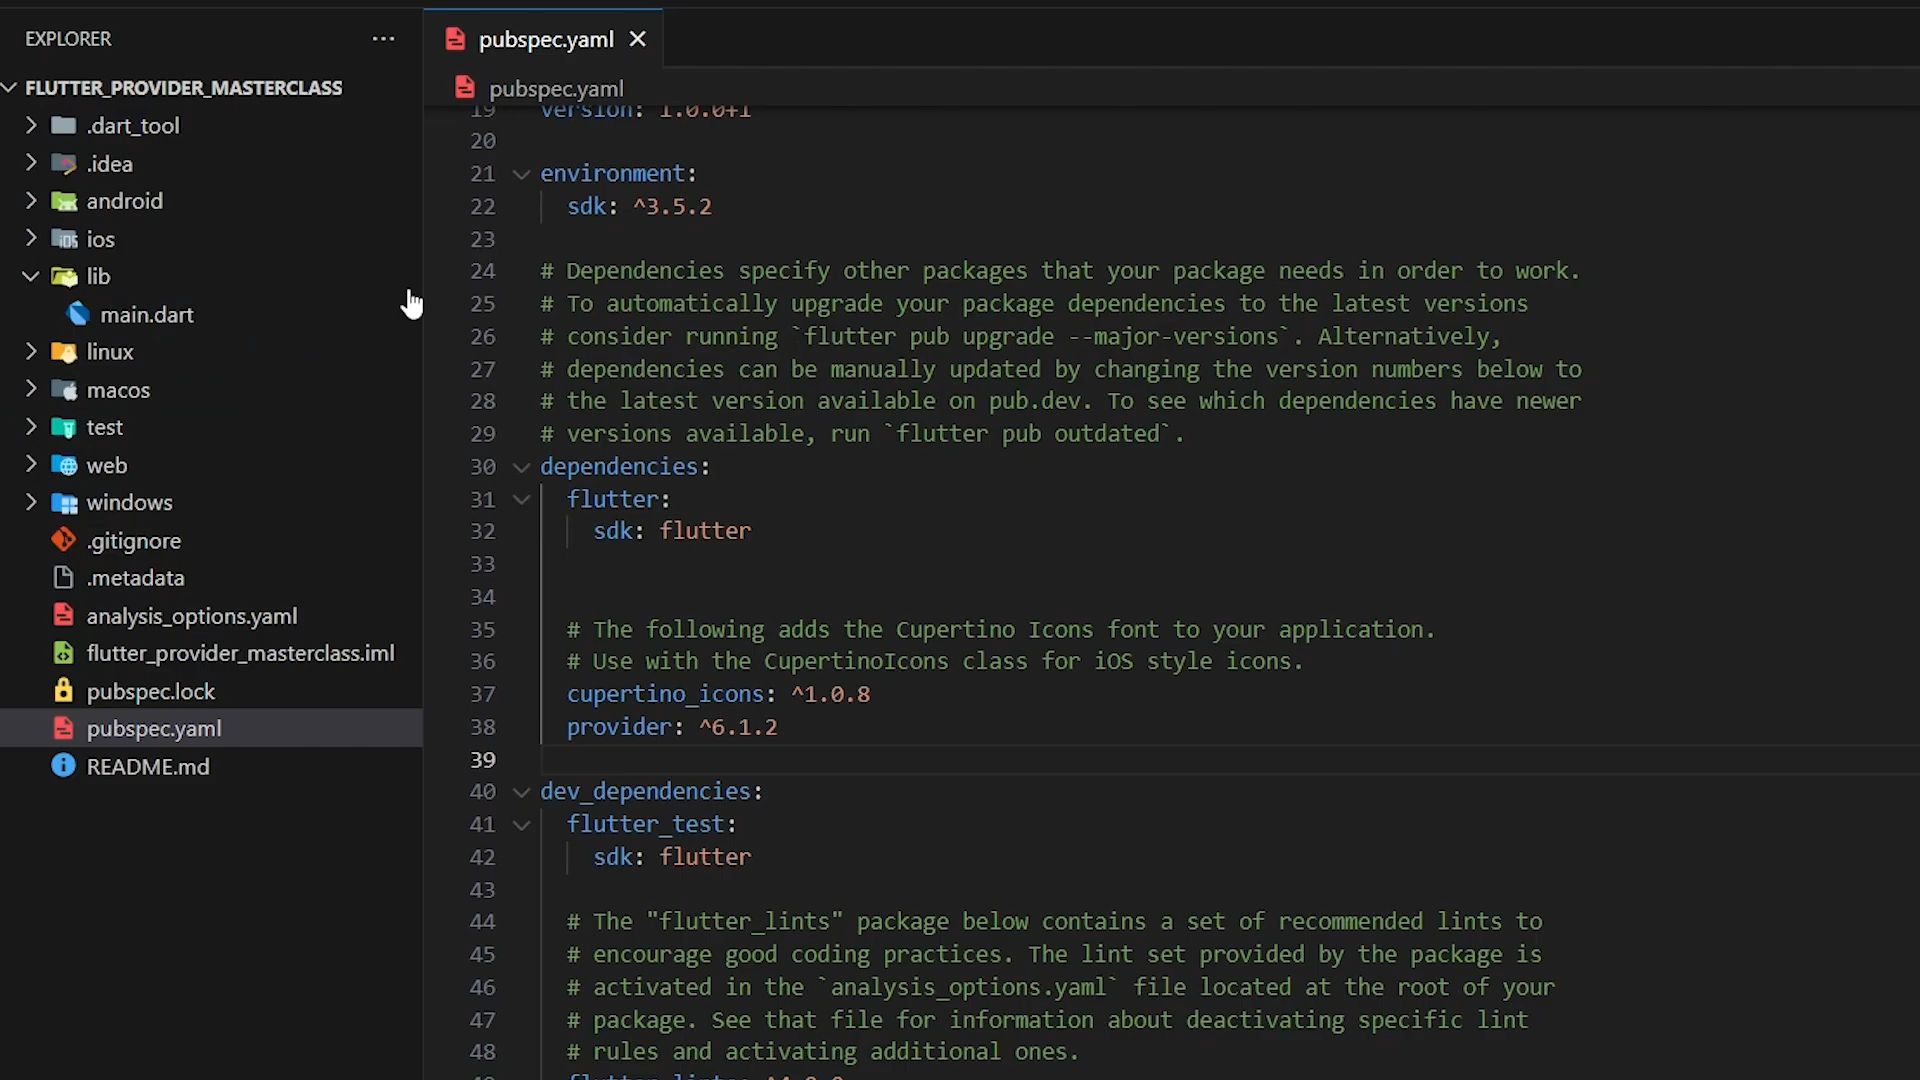 EXPLORER
FLUTTER_PROVIDER_MASTERCLASS
.dart_tool
.idea
android
ios
lib
main.dart
linux
macos
test
web
windows
.gitignore
.metadata
analysis_options.yaml
flutter_provider_masterclass.iml
pubspec.lock
pubspec.yaml
README.md
pubspec.yaml
pubspec.yaml
19 version: 1.0.0+1
20
21 environment:
22 sdk: ^3.5.2
23
24 # Dependencies specify other packages that your package needs in order to work.
25 # To automatically upgrade your package dependencies to the latest versions
26 # consider running `flutter pub upgrade --major-versions`. Alternatively,
27 # dependencies can be manually updated by changing the version numbers below to
28 # the latest version available on pub.dev. To see which dependencies have newer
29 # versions available, run `flutter pub outdated`.
30 dependencies:
31 flutter:
32 sdk: flutter
33
34
35 # The following adds the Cupertino Icons font to your application.
36 # Use with the CupertinoIcons class for iOS style icons.
37 cupertino_icons: ^1.0.8
38 provider: ^6.1.2
39
40 dev_dependencies:
41 flutter_test:
42 sdk: flutter
43
44 # The "flutter_lints" package below contains a set of recommended lints to
45 # encourage good coding practices. The lint set provided by the package is
46 # activated in the `analysis_options.yaml` file located at the root of your
47 # package. See that file for information about deactivating specific lint
48 # rules and activating additional ones.